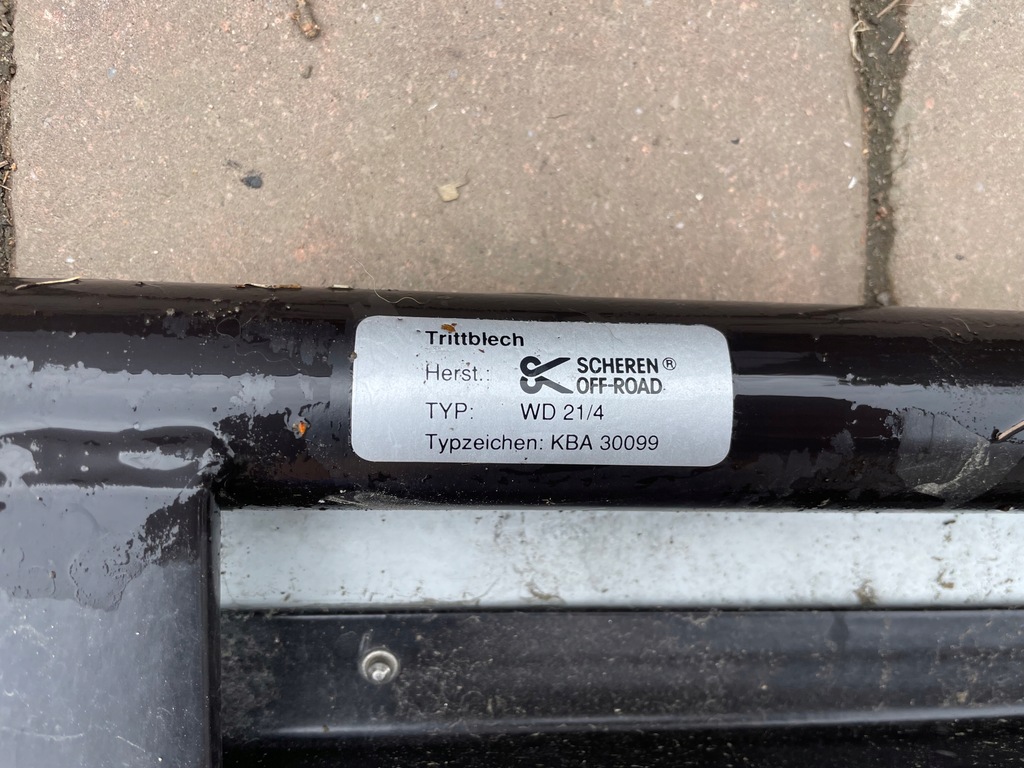 Trittblech
Herst.: SCHEREN®
OFF-ROAD
TYP: WD 21/4
Typzeichen: KBA 30099